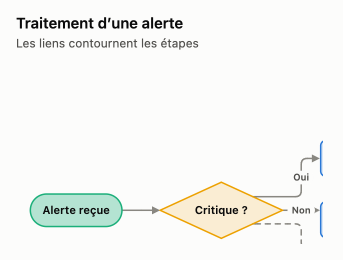 Traitement d’une alerte
Les liens contournent les étapes
Oui
Alerte reçue
Critique ?
Non